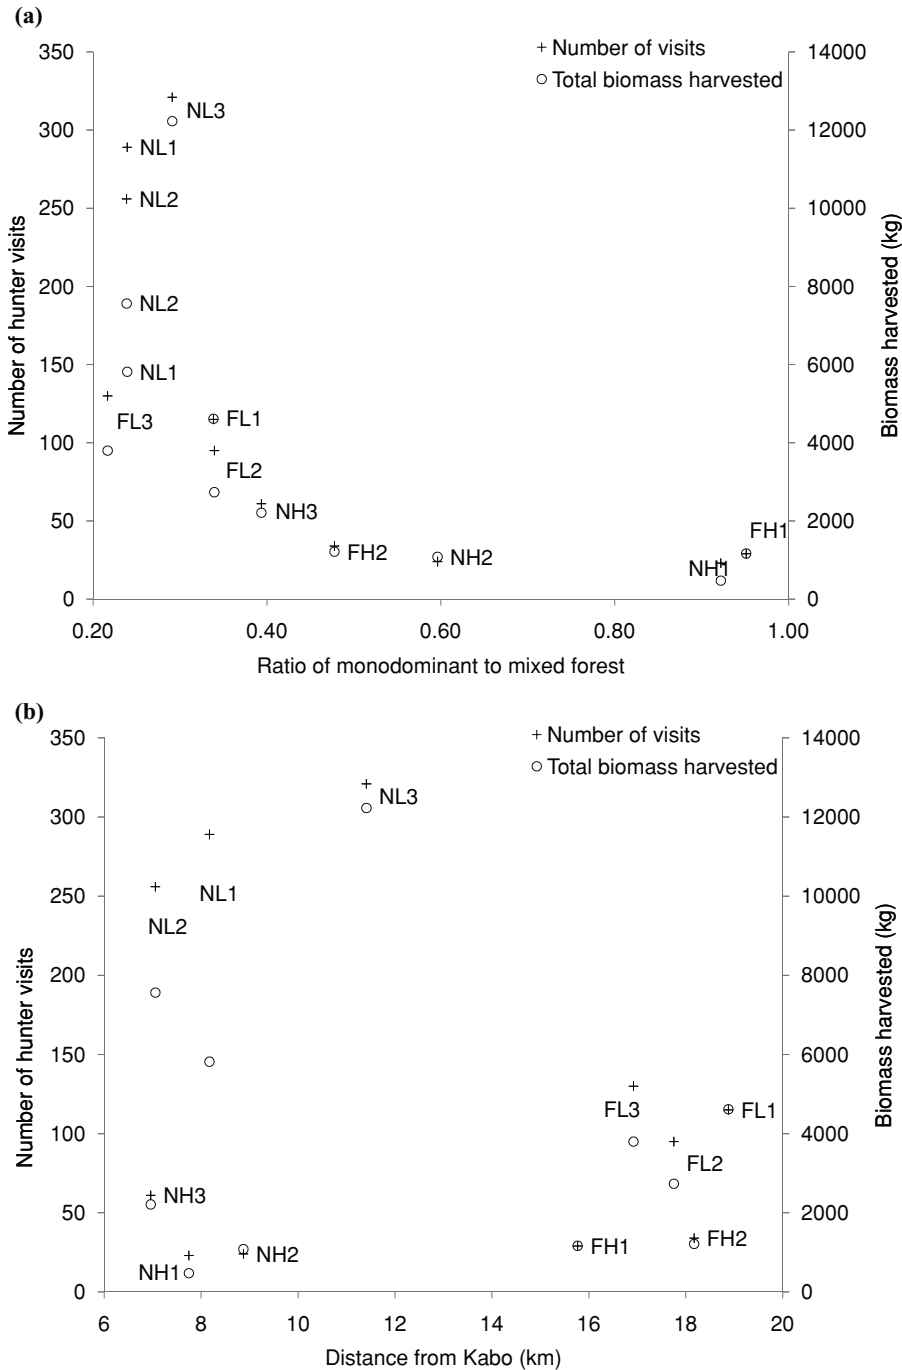 (a)
350
300
250
200
150
100
50
0
Number of hunter visits
14000
12000
10000
8000
6000
4000
2000
0
Biomass harvested (kg)
+ Number of visits
○ Total biomass harvested
NL3
NL1
NL2
NL2
NL1
FL3
FL1
FL2
NH3
FH2
NH2
NH1
FH1
0.20 0.40 0.60 0.80 1.00
Ratio of monodominant to mixed forest
(b)
350
300
250
200
150
100
50
0
Number of hunter visits
14000
12000
10000
8000
6000
4000
2000
0
Biomass harvested (kg)
+ Number of visits
○ Total biomass harvested
NL3
NL1
NL2
FL3
FL1
FL2
NH3
NH2
NH1
FH1
FH2
6 8 10 12 14 16 18 20
Distance from Kabo (km)